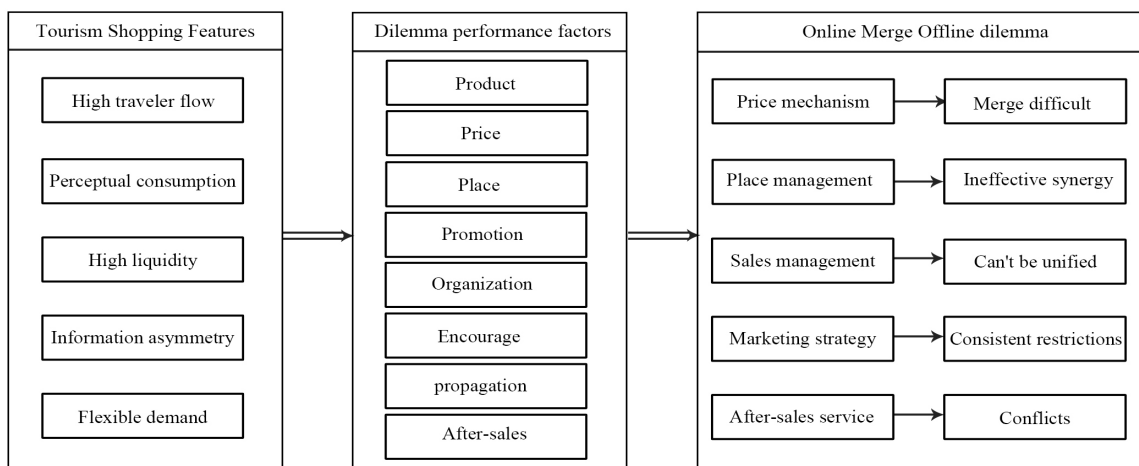 Tourism Shopping Features
High traveler flow
Perceptual consumption
High liquidity
Information asymmetry
Flexible demand
Dilemma performance factors
Product
Price
Place
Promotion
Organization
Encourage
propagation
After-sales
Online Merge Offline dilemma
Price mechanism
Merge difficult
Place management
Ineffective synergy
Sales management
Can't be unified
Marketing strategy
Consistent restrictions
After-sales service
Conflicts